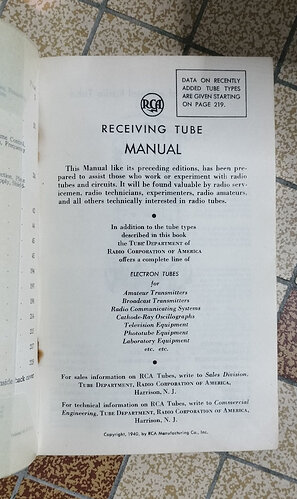 DATA ON RECENTLY
ADDED TUBE TYPES
ARE GIVEN STARTING
ON PAGE 219.
RCA
RECEIVING TUBE
MANUAL
This Manual like its preceding editions, has been pre-
pared to assist those who work or experiment with radio
tubes and circuits. It will be found valuable by radio serv-
icemen, radio technicians, experimenters, radio amateurs,
and all others technically interested in radio tubes.
In addition to the tube types
described in this book
the TUBE DEPARTMENT of
RADIO CORPORATION OF AMERICA
offers a complete line of
ELECTRON TUBES
for
Amateur Transmitters
Broadcast Transmitters
Radio Communicating Systems
Cathode-Ray Oscillographs
Television Equipment
Phototube Equipment
Laboratory Equipment
etc. etc.
For sales information on RCA Tubes, write to Sales Division,
TUBE DEPARTMENT, RADIO CORPORATION OF AMERICA,
Harrison, N. J.
For technical information on RCA Tubes, write to Commercial
Engineering, TUBE DEPARTMENT, RADIO CORPORATION OF AMERICA,
Harrison, N. J.
Copyright, 1940, by RCA Manufacturing Co., Inc.
back cover